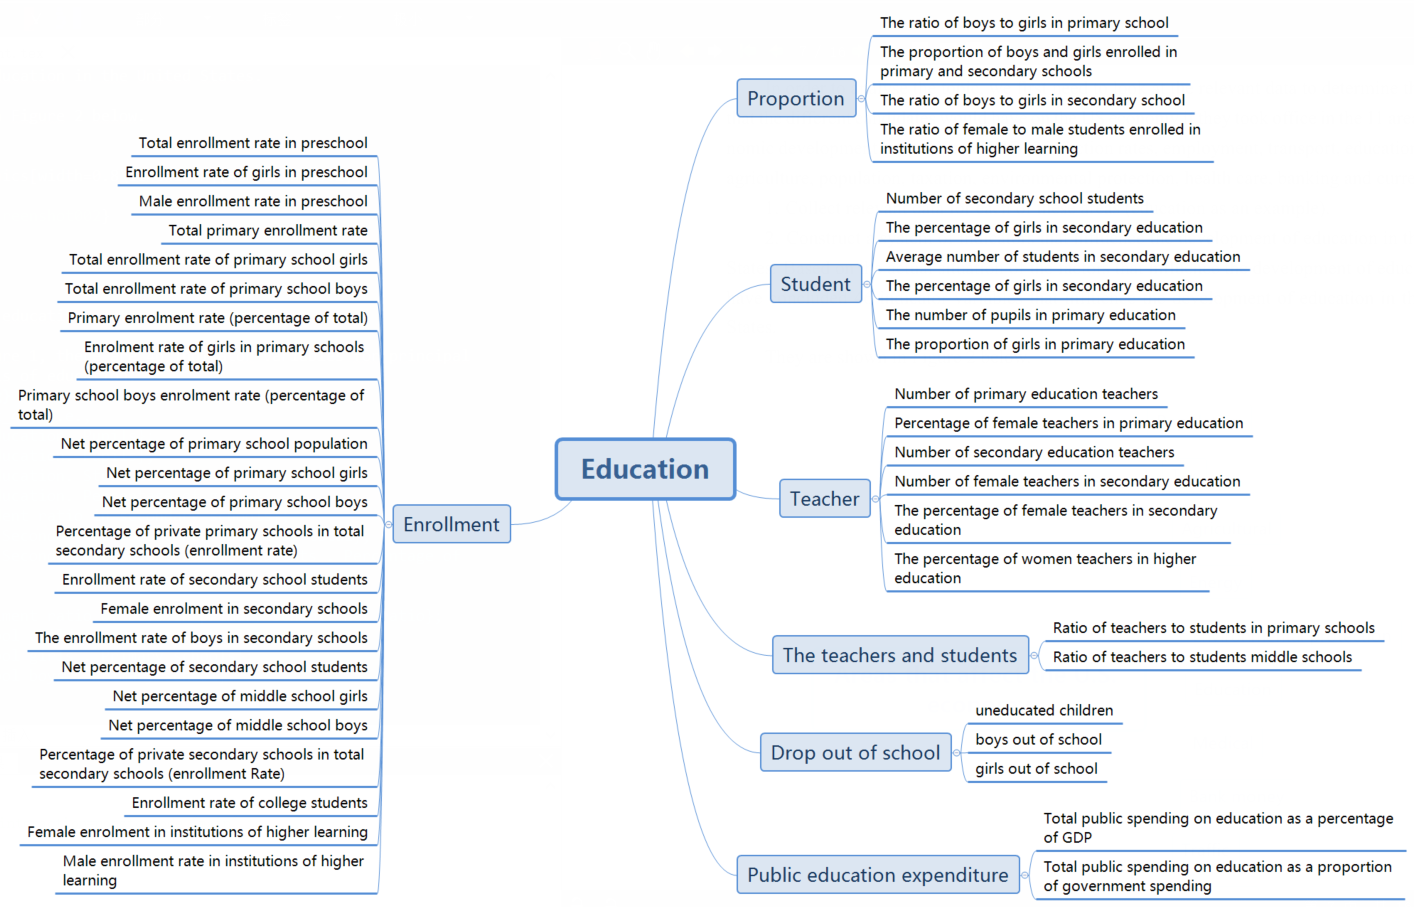 Education
Proportion
The ratio of boys to girls in primary school
The proportion of boys and girls enrolled in
primary and secondary schools
The ratio of boys to girls in secondary school
The ratio of female to male students enrolled in
institutions of higher learning
Student
Number of secondary school students
The percentage of girls in secondary education
Average number of students in secondary education
The percentage of girls in secondary education
The number of pupils in primary education
The proportion of girls in primary education
Teacher
Number of primary education teachers
Percentage of female teachers in primary education
Number of secondary education teachers
Number of female teachers in secondary education
The percentage of female teachers in secondary
education
The percentage of women teachers in higher
education
The teachers and students
Ratio of teachers to students in primary schools
Ratio of teachers to students middle schools
Drop out of school
uneducated children
boys out of school
girls out of school
Public education expenditure
Total public spending on education as a percentage
of GDP
Total public spending on education as a proportion
of government spending
Enrollment
Total enrollment rate in preschool
Enrollment rate of girls in preschool
Male enrollment rate in preschool
Total primary enrollment rate
Total enrollment rate of primary school girls
Total enrollment rate of primary school boys
Primary enrolment rate (percentage of total)
Enrolment rate of girls in primary schools
(percentage of total)
Primary school boys enrolment rate (percentage of
total)
Net percentage of primary school population
Net percentage of primary school girls
Net percentage of primary school boys
Percentage of private primary schools in total
secondary schools (enrollment rate)
Enrollment rate of secondary school students
Female enrolment in secondary schools
The enrollment rate of boys in secondary schools
Net percentage of secondary school students
Net percentage of middle school girls
Net percentage of middle school boys
Percentage of private secondary schools in total
secondary schools (enrollment Rate)
Enrollment rate of college students
Female enrolment in institutions of higher learning
Male enrollment rate in institutions of higher
learning